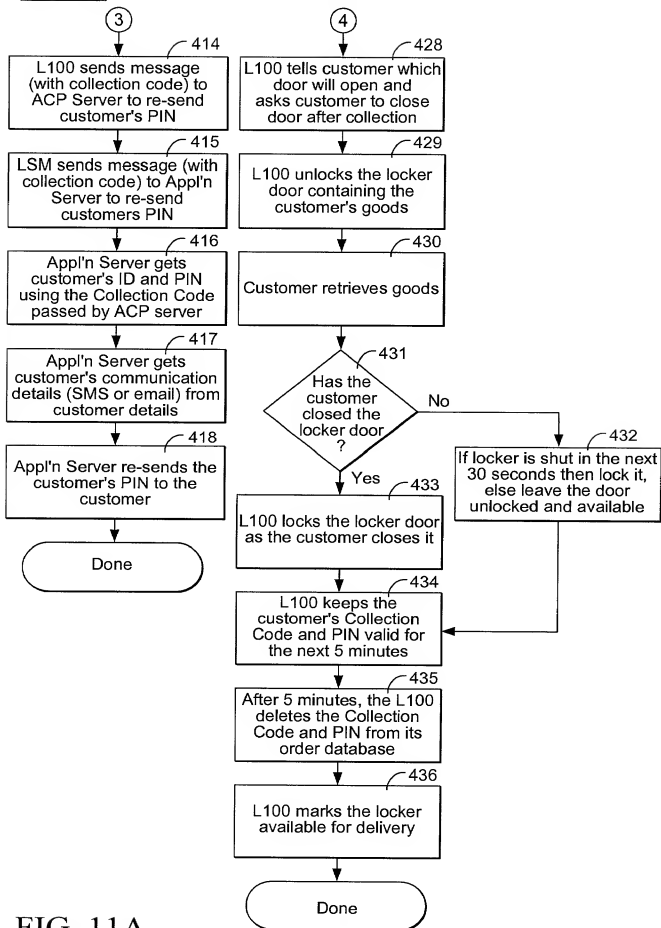 3
414
L100 sends message
(with collection code) to
ACP Server to re-send
customer's PIN
415
LSM sends message (with
collection code) to Appl'n
Server to re-send
customers PIN
416
Appl'n Server gets
customer's ID and PIN
using the Collection Code
passed by ACP server
417
Appl'n Server gets
customer's communication
details (SMS or email) from
customer details
418
Appl'n Server re-sends the
customer's PIN to the
customer
Done
4
428
L100 tells customer which
door will open and
asks customer to close
door after collection
429
L100 unlocks the locker
door containing the
customer's goods
430
Customer retrieves goods
431
Has the
customer
closed the
locker door
?
No
432
If locker is shut in the next
30 seconds then lock it,
else leave the door
unlocked and available
Yes
433
L100 locks the locker door
as the customer closes it
434
L100 keeps the
customer's Collection
Code and PIN valid for
the next 5 minutes
435
After 5 minutes, the L100
deletes the Collection
Code and PIN from its
order database
436
L100 marks the locker
available for delivery
Done
FIG. 11A